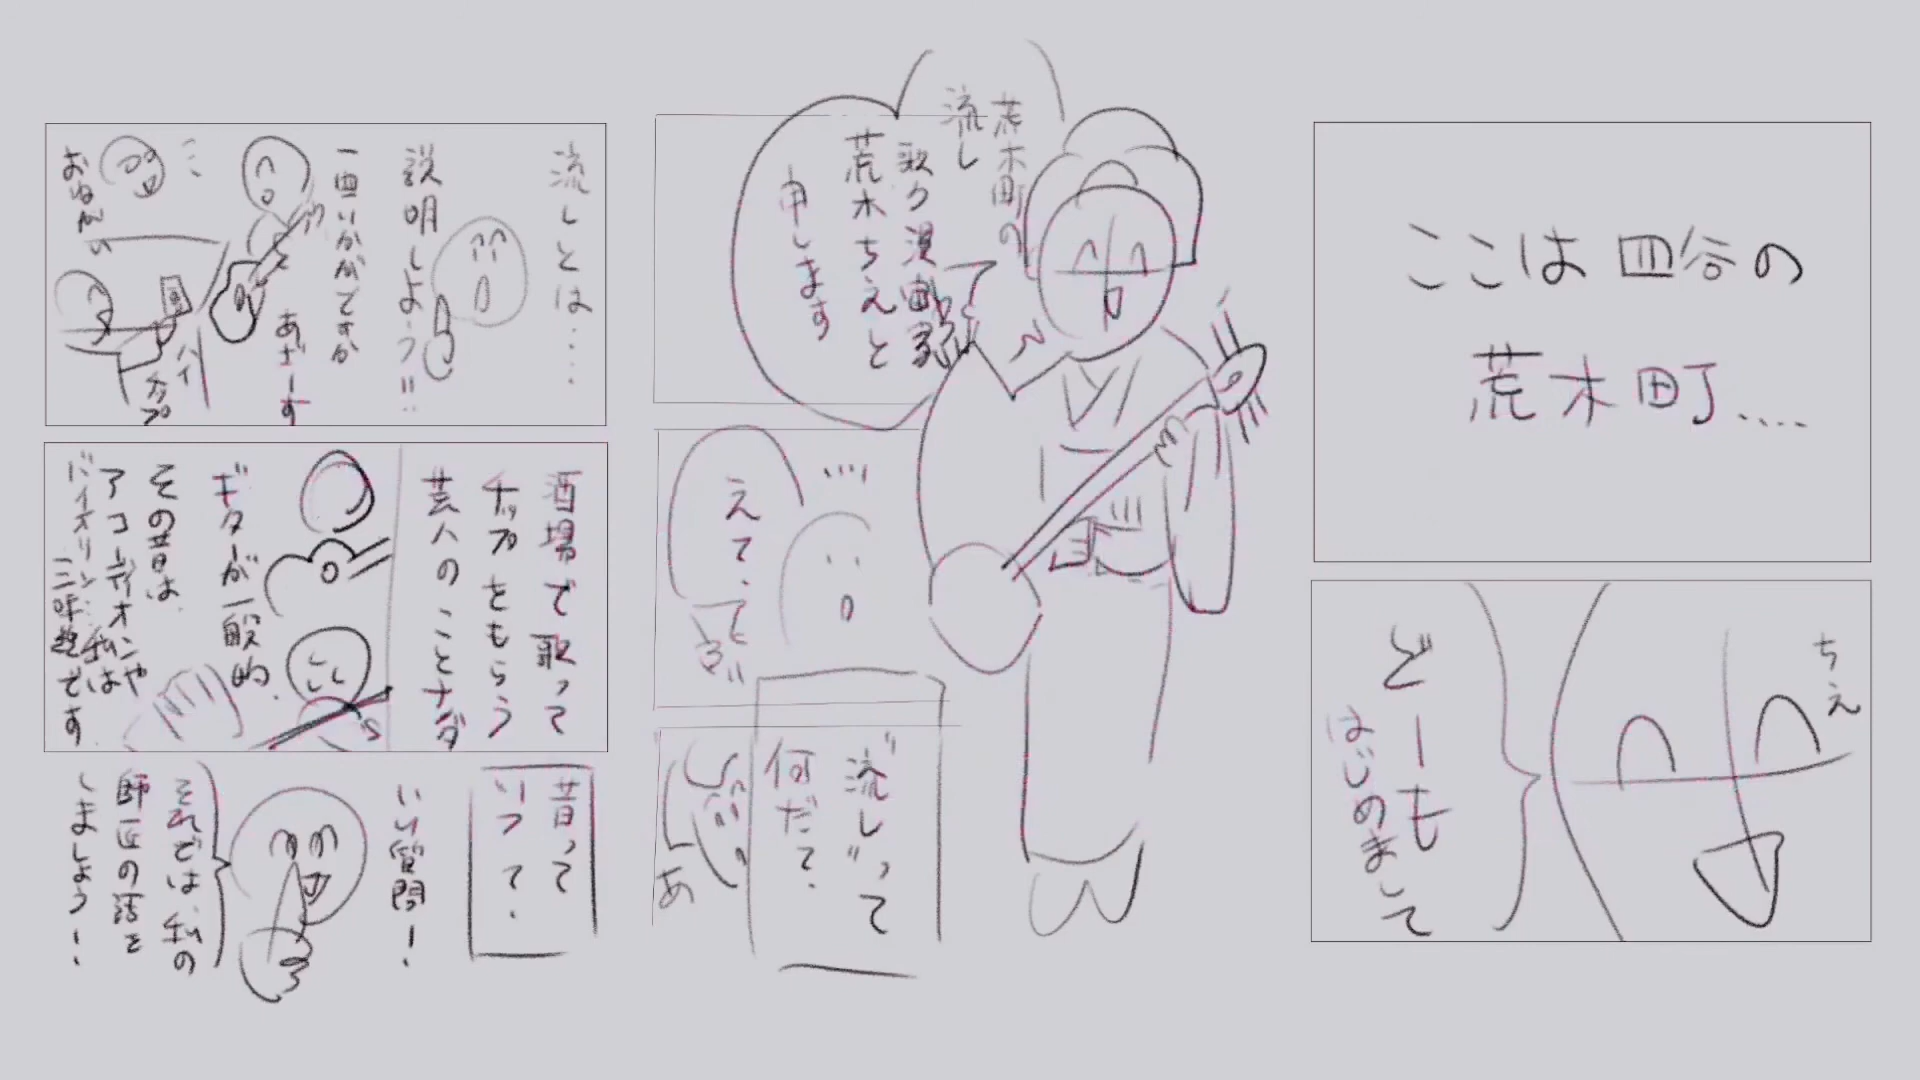 ここは四谷の
荒木町....
ちえ
どーも
はじめまして
荒木町の
流し
歌う漫画家
荒木ちえと
申します
えて.
"流し"って
何だて.
あ
流しとは....
説明しよう!!
一曲いかがですか
あざーす
おねがい
ハイ
チップ
酒場で歌って
チップをもらう
芸人のことナダ
ギターが一般的.
その昔は
アコーディオンや
バイオリン…私は
三味線です.
昔って
いつて.
いい質問!
それでは、私の
師匠の話を
しましょう!